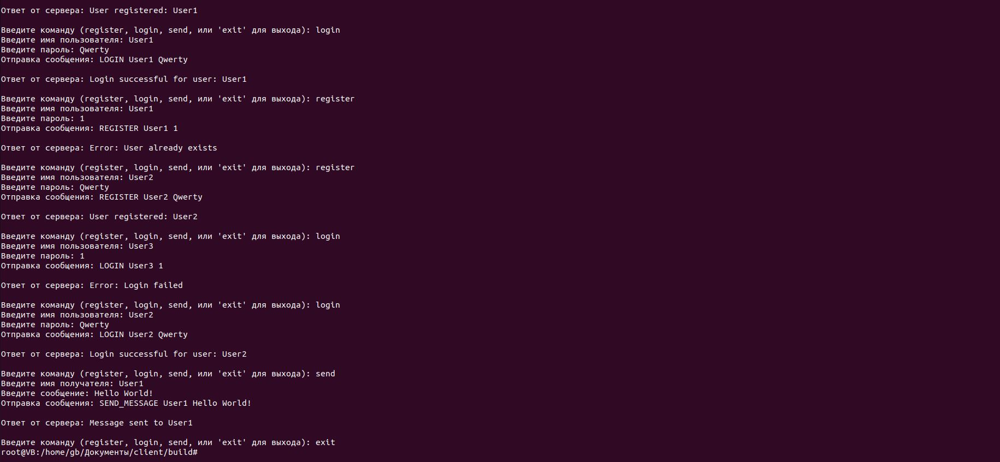 Ответ от сервера: User registered: User1
Введите команду (register, login, send, или 'exit' для выхода): login
Введите имя пользователя: User1
Введите пароль: Qwerty
Отправка сообщения: LOGIN User1 Qwerty
Ответ от сервера: Login successful for user: User1
Введите команду (register, login, send, или 'exit' для выхода): register
Введите имя пользователя: User1
Введите пароль: 1
Отправка сообщения: REGISTER User1 1
Ответ от сервера: Error: User already exists
Введите команду (register, login, send, или 'exit' для выхода): register
Введите имя пользователя: User2
Введите пароль: Qwerty
Отправка сообщения: REGISTER User2 Qwerty
Ответ от сервера: User registered: User2
Введите команду (register, login, send, или 'exit' для выхода): login
Введите имя пользователя: User3
Введите пароль: 1
Отправка сообщения: LOGIN User3 1
Ответ от сервера: Error: Login failed
Введите команду (register, login, send, или 'exit' для выхода): login
Введите имя пользователя: User2
Введите пароль: Qwerty
Отправка сообщения: LOGIN User2 Qwerty
Ответ от сервера: Login successful for user: User2
Введите команду (register, login, send, или 'exit' для выхода): send
Введите имя получателя: User1
Введите сообщение: Hello World!
Отправка сообщения: SEND_MESSAGE User1 Hello World!
Ответ от сервера: Message sent to User1
Введите команду (register, login, send, или 'exit' для выхода): exit
root@VB:/home/gb/Документы/client/build#